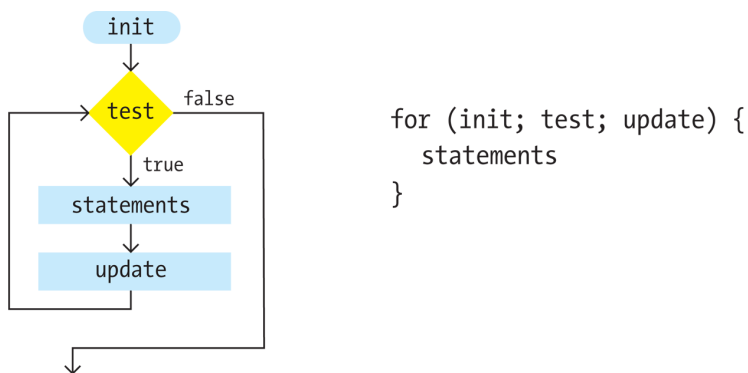 init
test
false
true
statements
update
for (init; test; update) {
statements
}